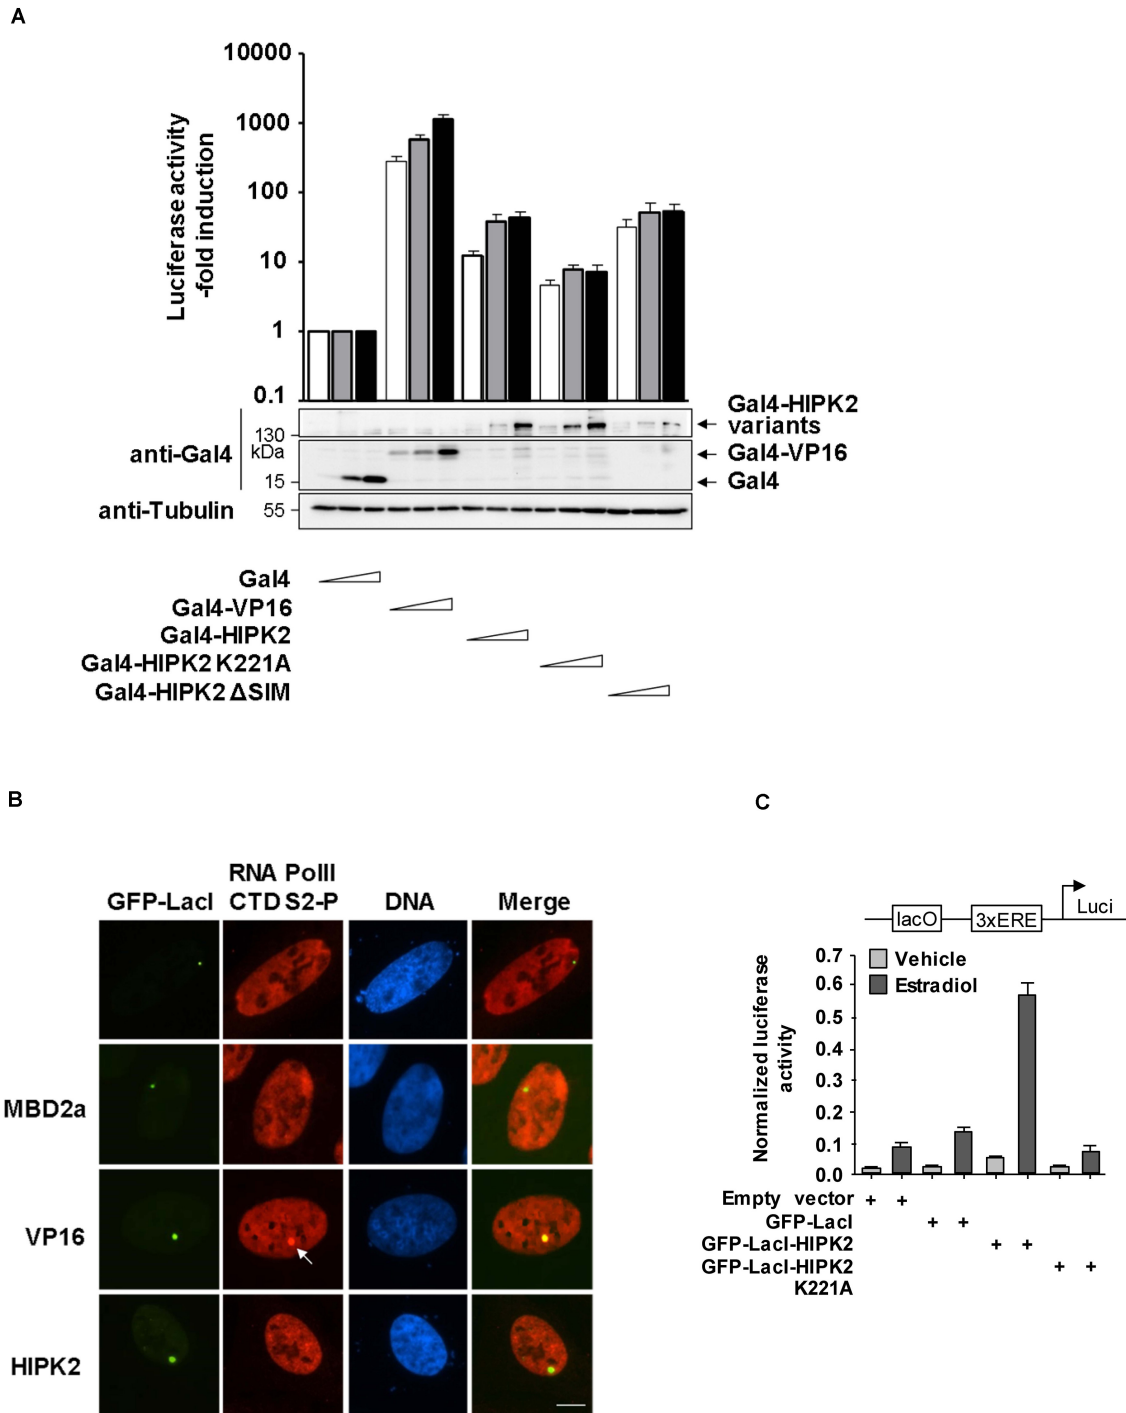 A
10000
1000
100
10
1
0.1
Luciferase activity
-fold induction
Gal4-HIPK2
variants
130
kDa
anti-Gal4
Gal4-VP16
15
Gal4
anti-Tubulin
55
Gal4
Gal4-VP16
Gal4-HIPK2
Gal4-HIPK2 K221A
Gal4-HIPK2 ΔSIM
B
C
RNA PolII
GFP-LacI CTD S2-P DNA Merge
MBD2a
VP16
HIPK2
lacO 3xERE Luci
Vehicle
Estradiol
0.7
0.6
0.5
0.4
0.3
0.2
0.1
0.0
Normalized luciferase
activity
Empty vector + +
GFP-LacI + +
GFP-LacI-HIPK2 + +
GFP-LacI-HIPK2 + +
K221A